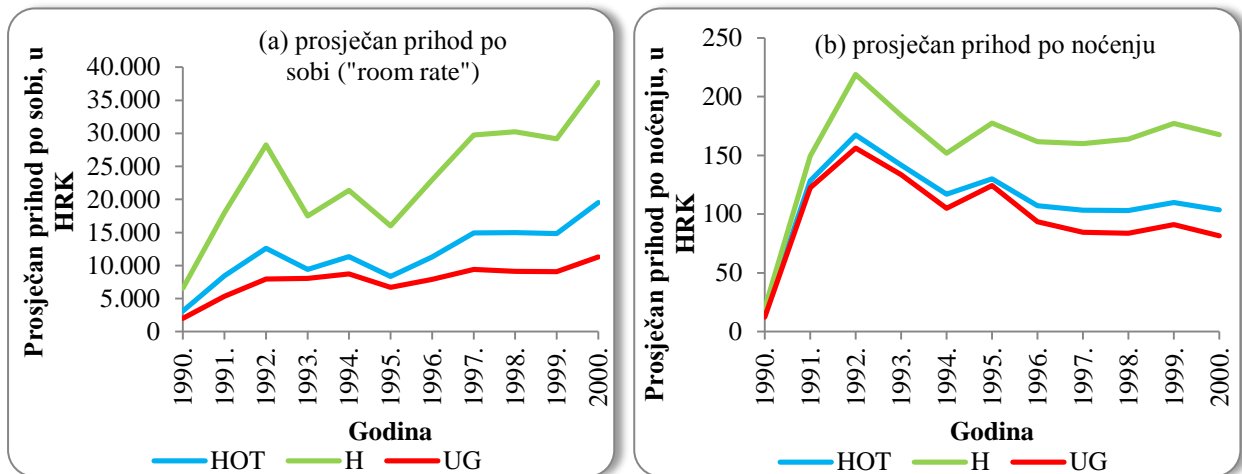 (a) prosječan prihod po
sobi ("room rate")
Prosječan prihod po sobi, u
HRK
40.000
35.000
30.000
25.000
20.000
15.000
10.000
5.000
0
1990.
1991.
1992.
1993.
1994.
1995.
1996.
1997.
1998.
1999.
2000.
Godina
HOT
H
UG
(b) prosječan prihod po noćenju
Prosječan prihod po noćenju, u
HRK
250
200
150
100
50
0
1990.
1991.
1992.
1993.
1994.
1995.
1996.
1997.
1998.
1999.
2000.
Godina
HOT
H
UG